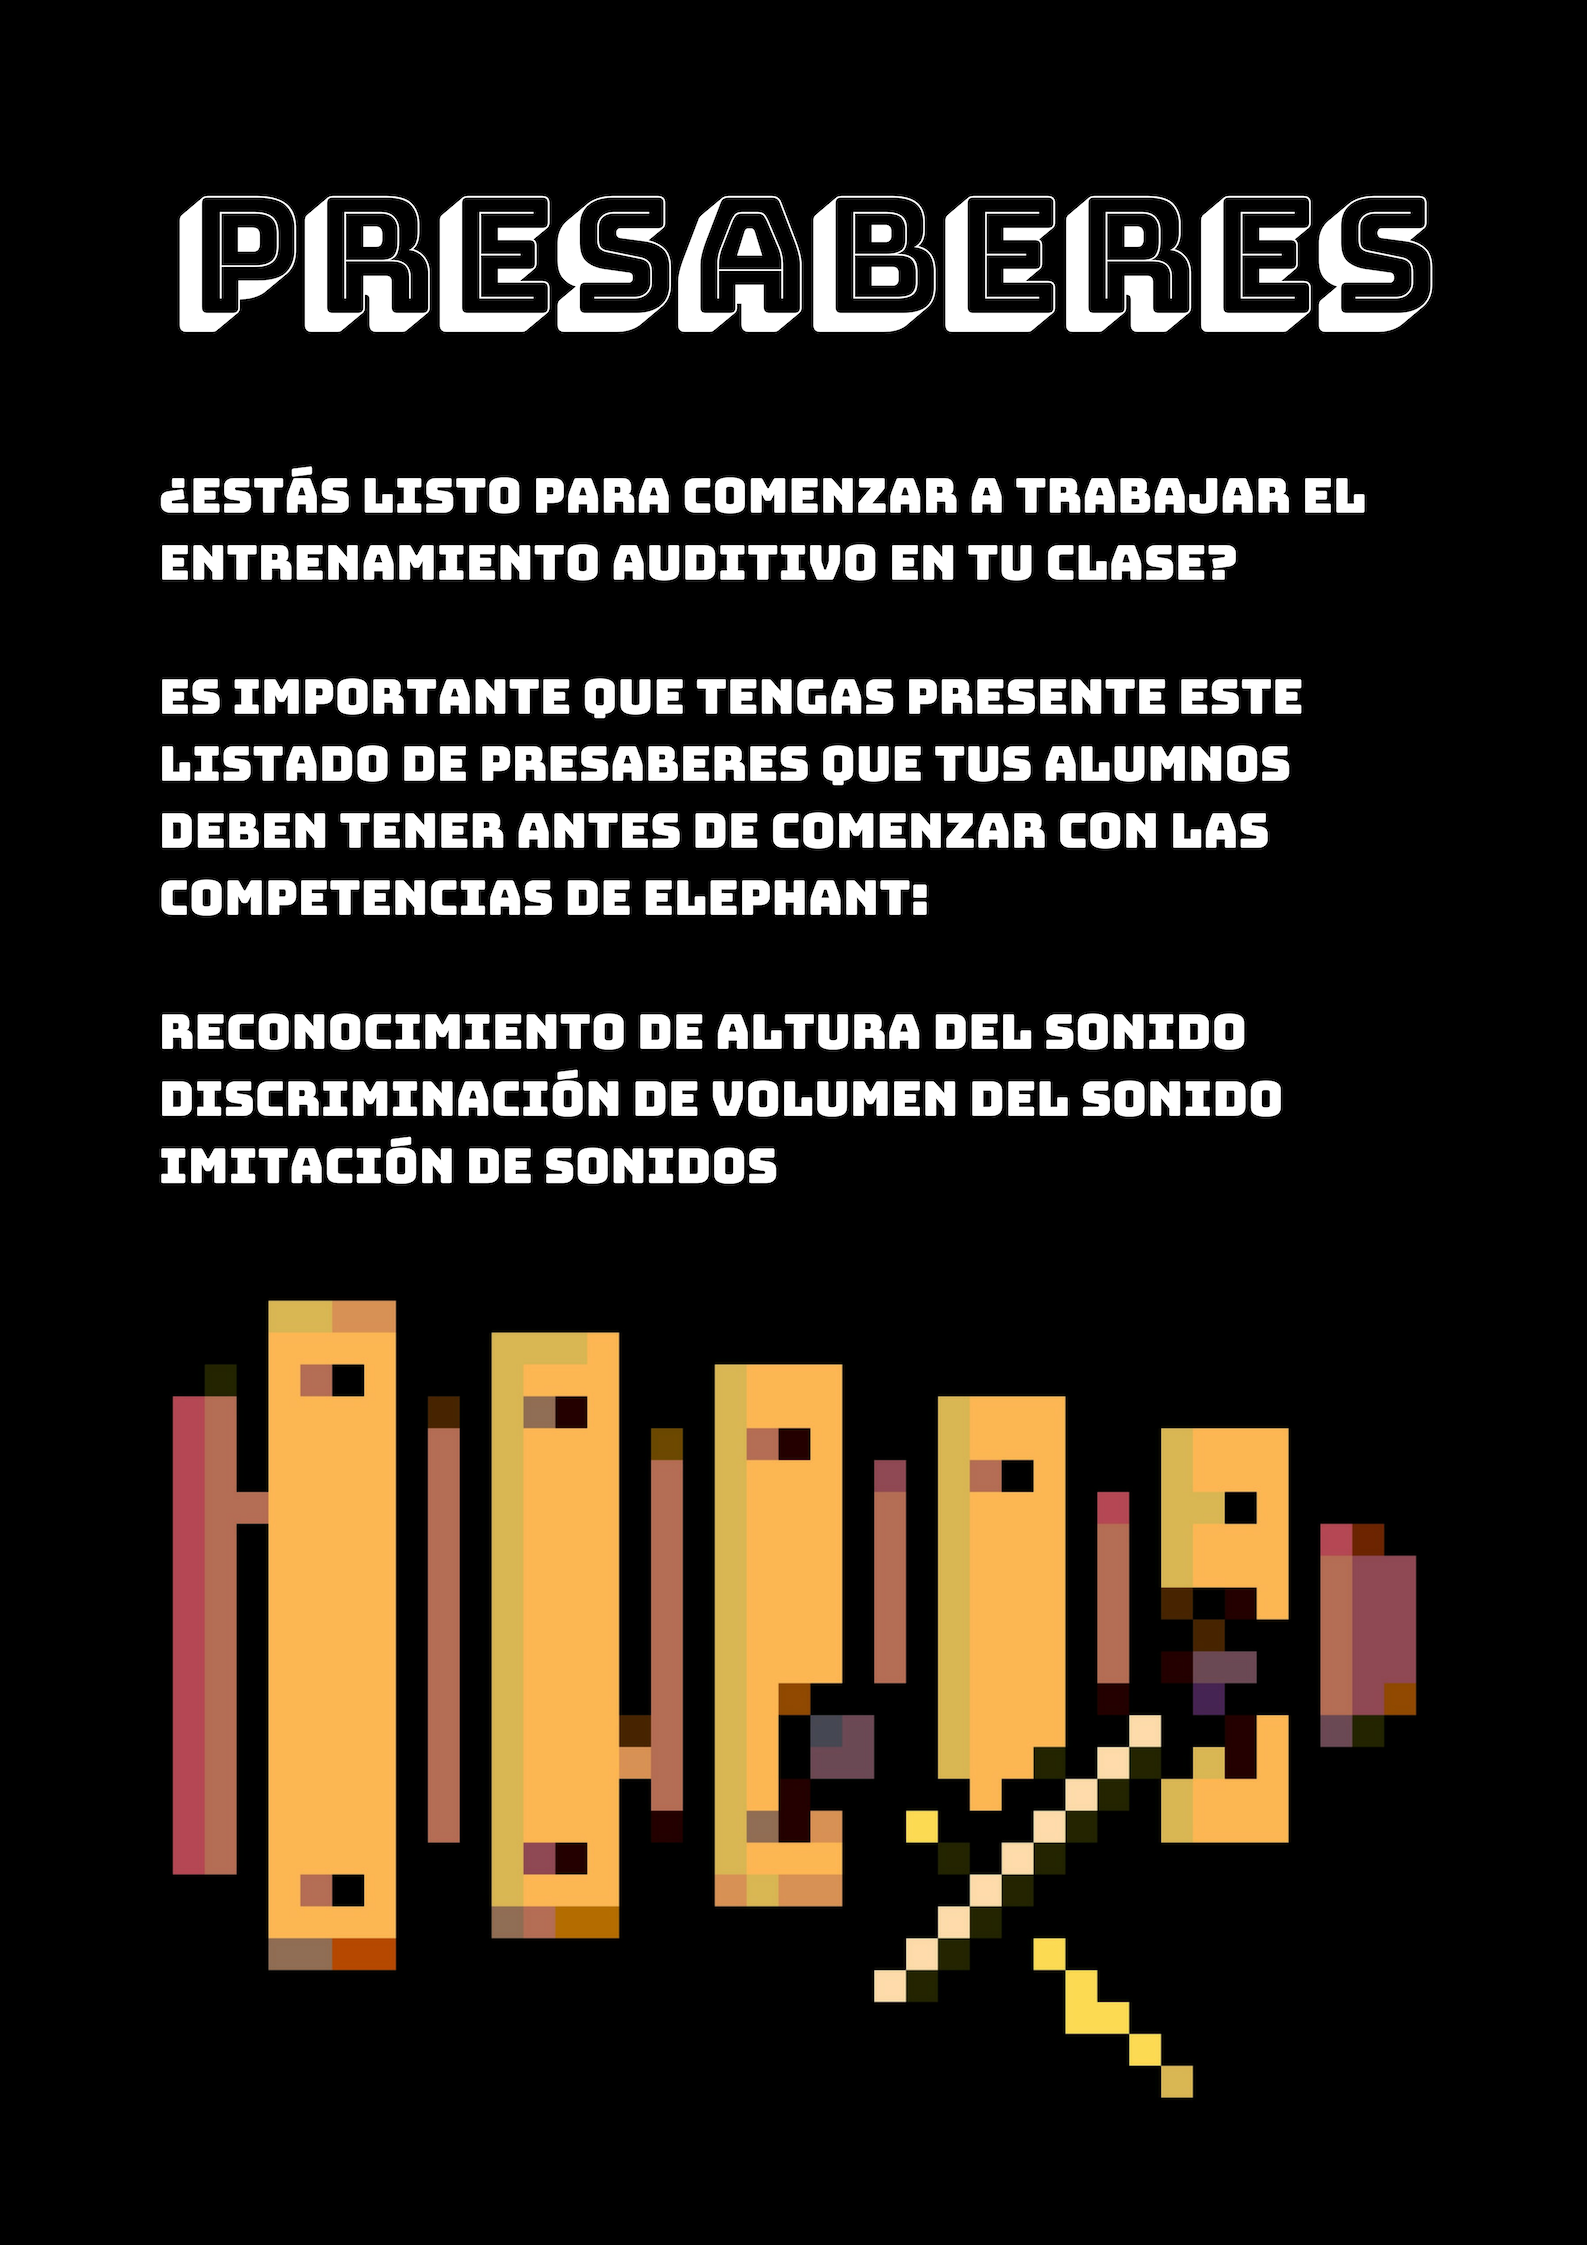 PRESABERES
¿ESTÁS LISTO PARA COMENZAR A TRABAJAR EL
ENTRENAMIENTO AUDITIVO EN TU CLASE?
ES IMPORTANTE QUE TENGAS PRESENTE ESTE
LISTADO DE PRESABERES QUE TUS ALUMNOS
DEBEN TENER ANTES DE COMENZAR CON LAS
COMPETENCIAS DE ELEPHANT:
RECONOCIMIENTO DE ALTURA DEL SONIDO
DISCRIMINACIÓN DE VOLUMEN DEL SONIDO
IMITACIÓN DE SONIDOS